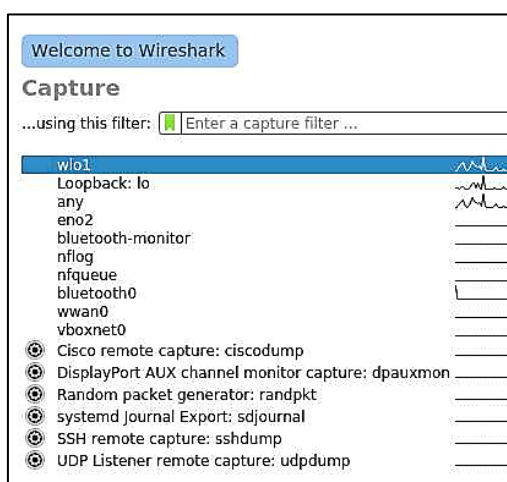 Welcome to Wireshark
Capture
...using this filter: Enter a capture filter ...
wlo1
Loopback: lo
any
eno2
bluetooth-monitor
nflog
nfqueue
bluetooth0
wwan0
vboxnet0
Cisco remote capture: ciscodump
DisplayPort AUX channel monitor capture: dpauxmon
Random packet generator: randpkt
systemd Journal Export: sdjournal
SSH remote capture: sshdump
UDP Listener remote capture: udpdump